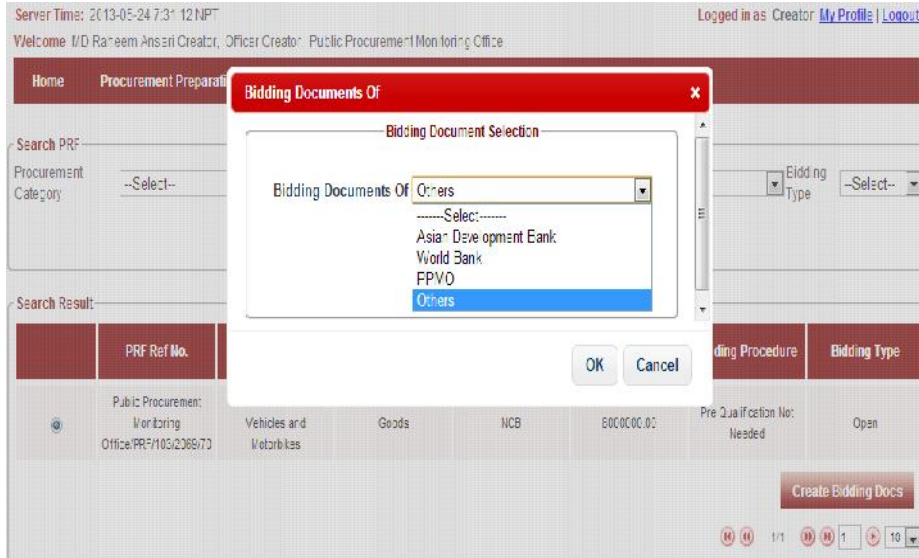 Server Time: 2013-05-24 7:31:12 NPT
Logged in as Creator My Profile | Logout
Welcome MD Raheem Ansari Creator, Officer Creator, Public Procurement Monitoring Office
Home Procurement Preparati
Bidding Documents Of x
Bidding Document Selection
Search PRF
Procurement Category
--Select--
Bidding Type
--Select--
Bidding Documents Of Others
-------Select-------
Asian Development Bank
World Bank
PPMO
Others
OK Cancel
Search Result
PRF Ref No. ding Procedure Bidding Type
Public Procurement Monitoring Office/PRF/103/2069/70
Vehicles and Motorbikes
Goods
NCB
8000000.00
Pre Qualification Not Needed
Open
Create Bidding Docs
1/1 1 10